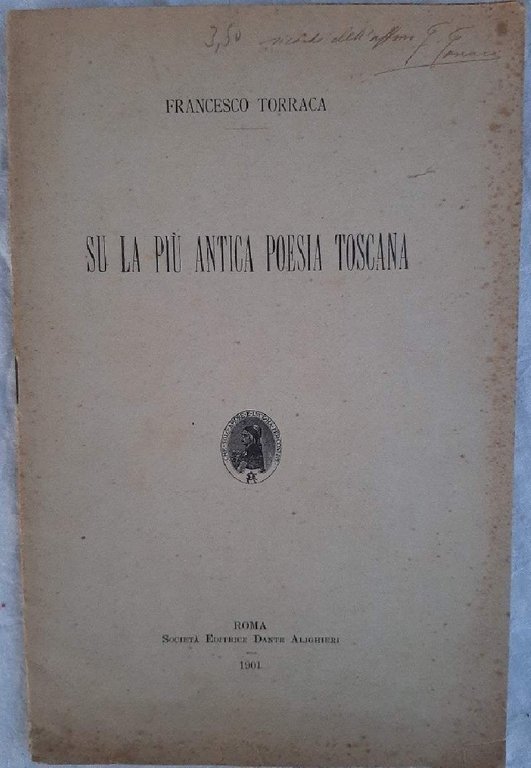 3,50
FRANCESCO TORRACA
SU LA PIÙ ANTICA POESIA TOSCANA
ROMA
SOCIETÀ EDITRICE DANTE ALIGHIERI
1901